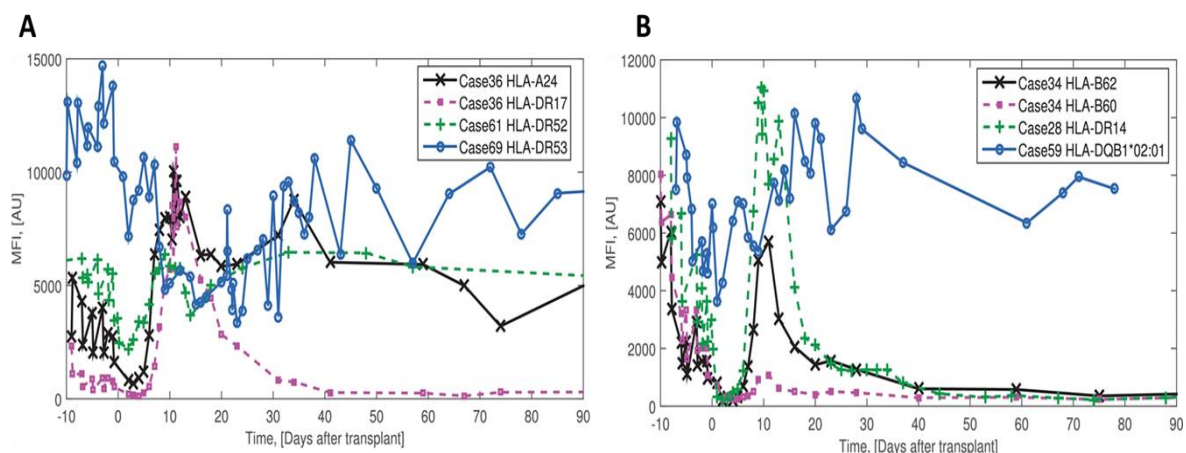 A
B
15000
10000
5000
0
MFI, [AU]
-10 0 10 20 30 40 50 60 70 80 90
Time, [Days after transplant]
Case36 HLA-A24
Case36 HLA-DR17
Case61 HLA-DR52
Case69 HLA-DR53
12000
10000
8000
6000
4000
2000
0
MFI, [AU]
-10 0 10 20 30 40 50 60 70 80 90
Time, [Days after transplant]
Case34 HLA-B62
Case34 HLA-B60
Case28 HLA-DR14
Case59 HLA-DQB1*02:01